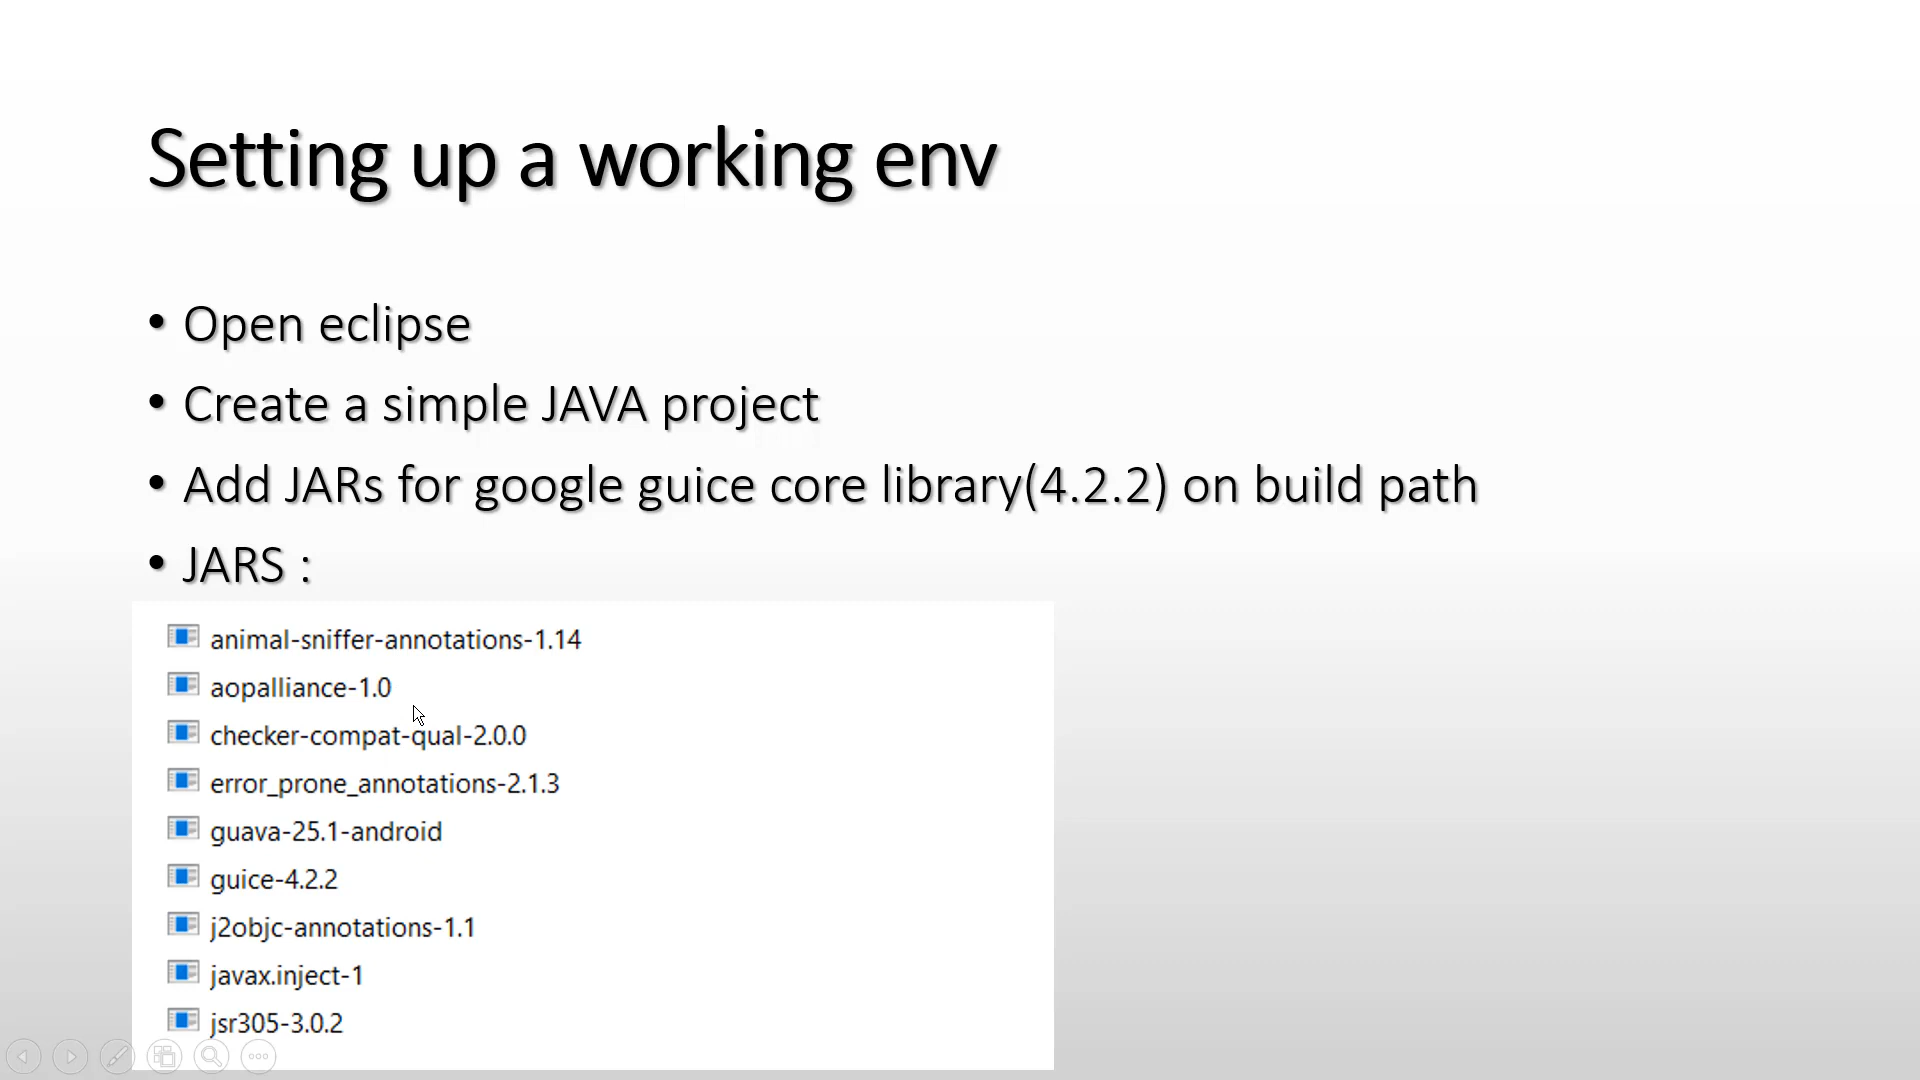 Setting up a working env
• Open eclipse
• Create a simple JAVA project
• Add JARs for google guice core library(4.2.2) on build path
• JARS :
animal-sniffer-annotations-1.14
aopalliance-1.0
checker-compat-qual-2.0.0
error_prone_annotations-2.1.3
guava-25.1-android
guice-4.2.2
j2objc-annotations-1.1
javax.inject-1
jsr305-3.0.2